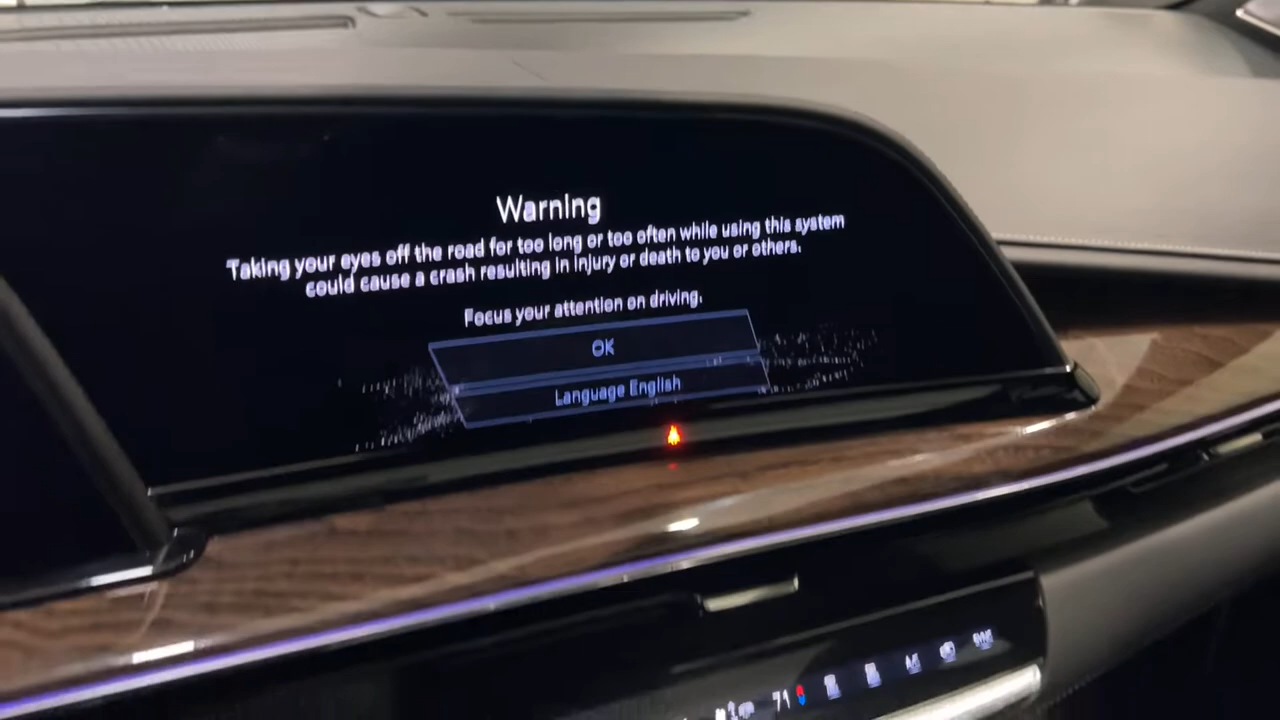 Warning
Taking your eyes off the road for too long or too often while using this system
could cause a crash resulting in injury or death to you or others.
Focus your attention on driving.
OK
Language English
71